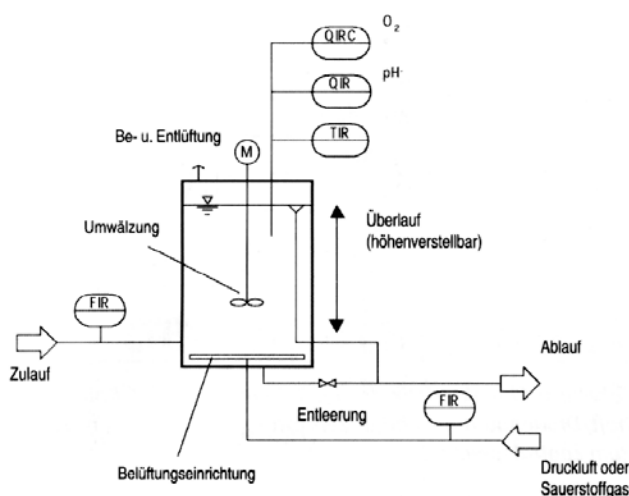 QIRC
O₂
QIR
pH
TIR
Be- u. Entlüftung
M
Umwälzung
Überlauf
(höhenverstellbar)
FIR
Zulauf
Ablauf
Entleerung
FIR
Belüftungseinrichtung
Druckluft oder
Sauerstoffgas